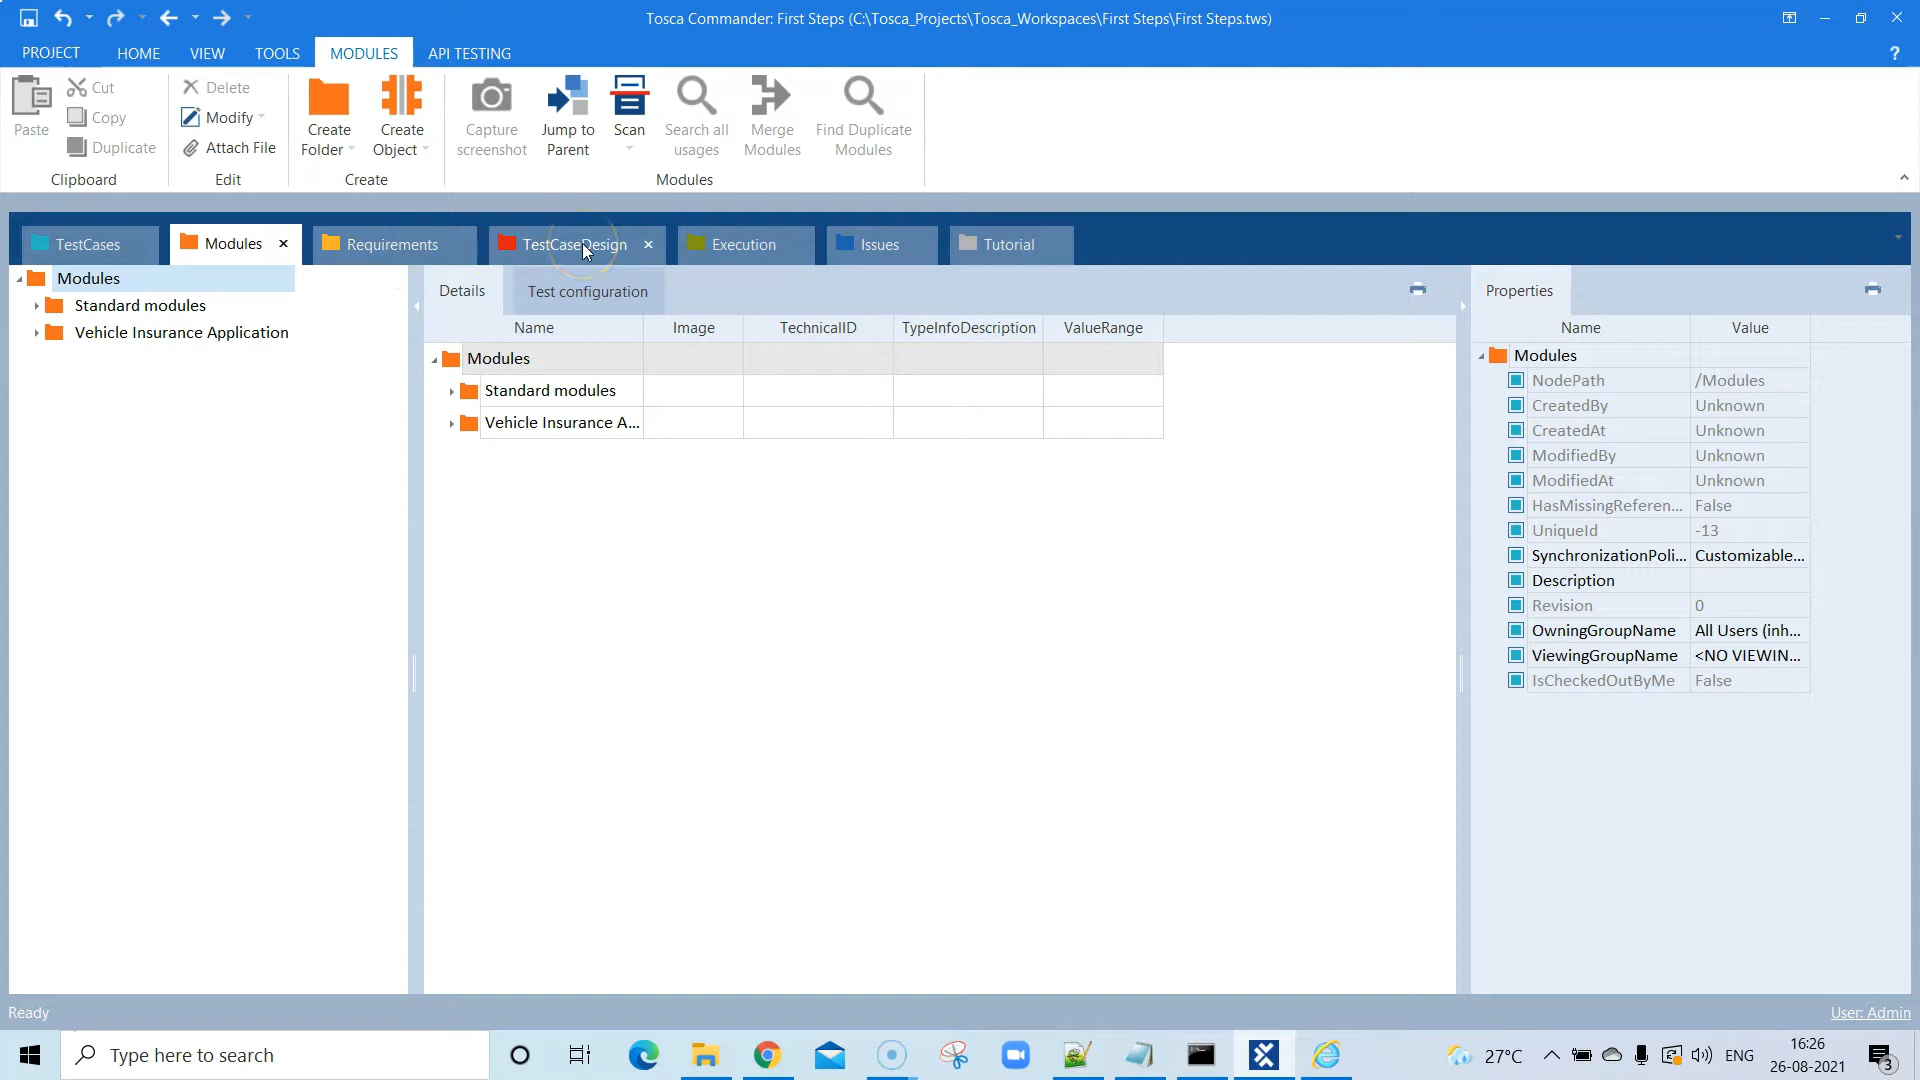 Tosca Commander: First Steps (C:\Tosca_Projects\Tosca_Workspaces\First Steps\First Steps.tws)
PROJECT HOME VIEW TOOLS MODULES API TESTING ?
Paste Cut Copy Duplicate
Clipboard
Delete Modify Attach File
Edit
Create Folder Create Object
Create
Capture screenshot Jump to Parent Scan Search all usages Merge Modules Find Duplicate Modules
Modules
TestCases Modules Requirements TestCaseDesign Execution Issues Tutorial
Modules
Standard modules
Vehicle Insurance Application
Details Test configuration
Name Image TechnicalID TypeInfoDescription ValueRange
Modules
Standard modules
Vehicle Insurance A...
Properties
Name Value
Modules
NodePath /Modules
CreatedBy Unknown
CreatedAt Unknown
ModifiedBy Unknown
ModifiedAt Unknown
HasMissingReferen... False
UniqueId -13
SynchronizationPoli... Customizable...
Description
Revision 0
OwningGroupName All Users (inh...
ViewingGroupName <NO VIEWIN...
IsCheckedOutByMe False
Ready User: Admin
Type here to search 27°C ENG 16:26
26-08-2021 3